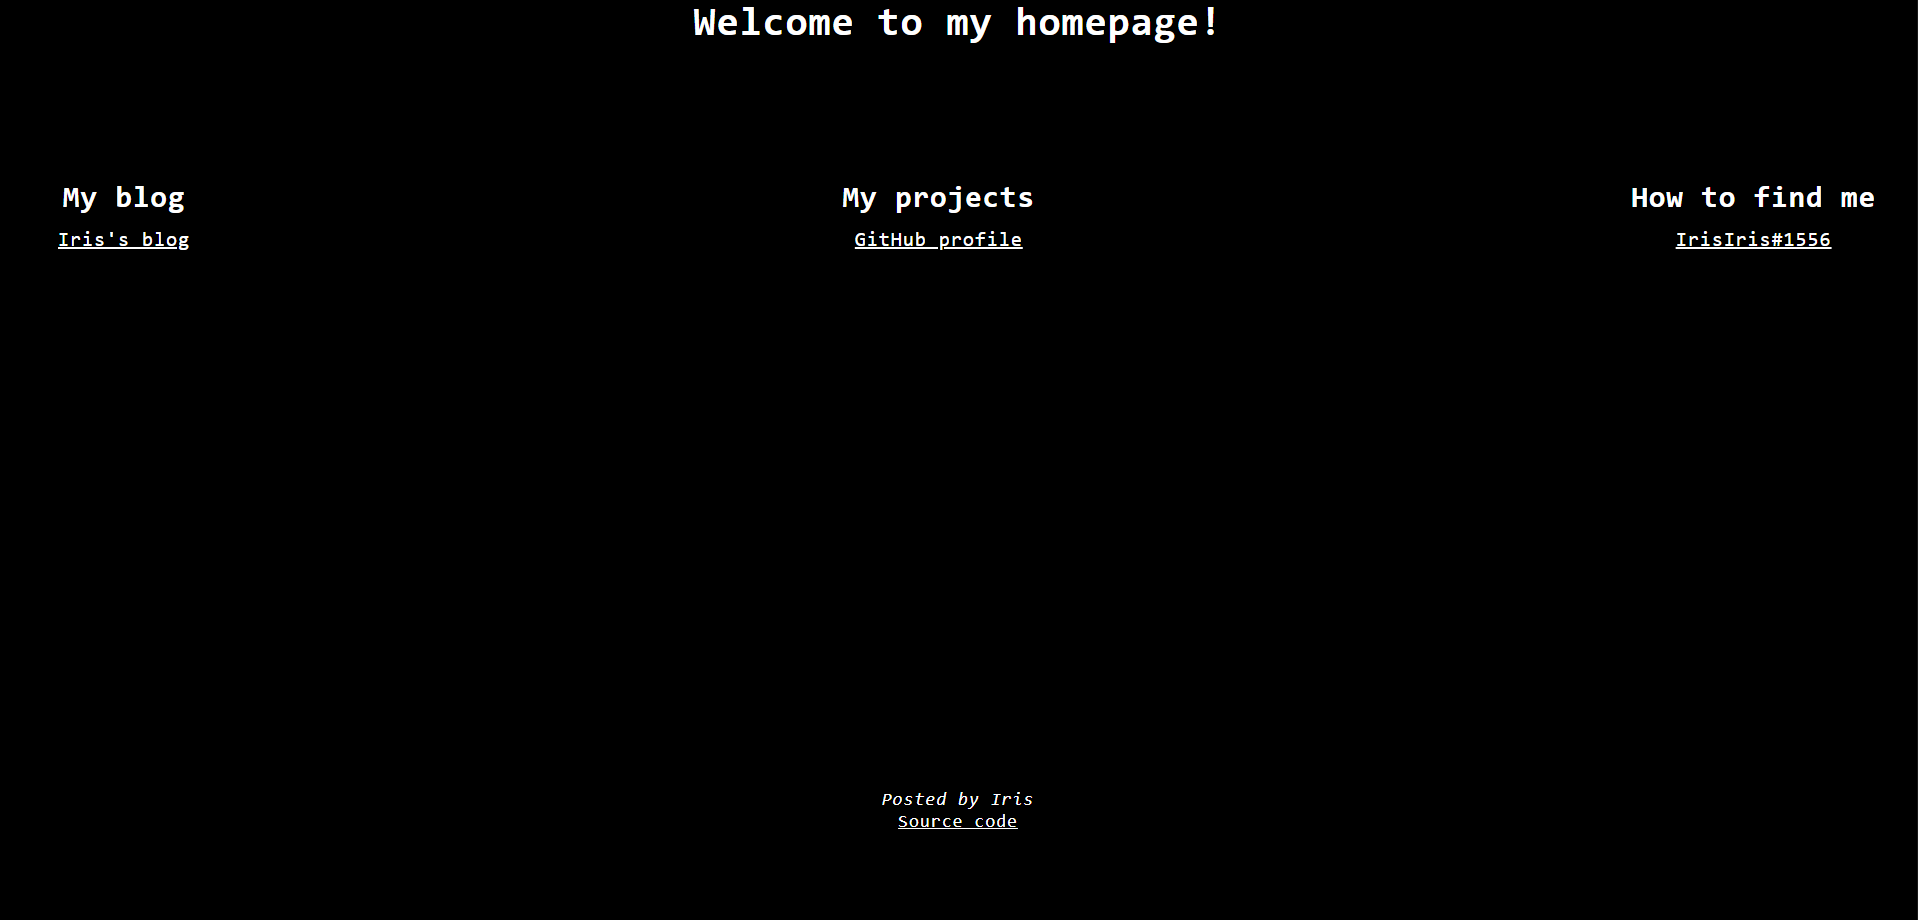 Welcome to my homepage!
My blog
Iris's blog
My projects
GitHub profile
How to find me
IrisIris#1556
Posted by Iris
Source code